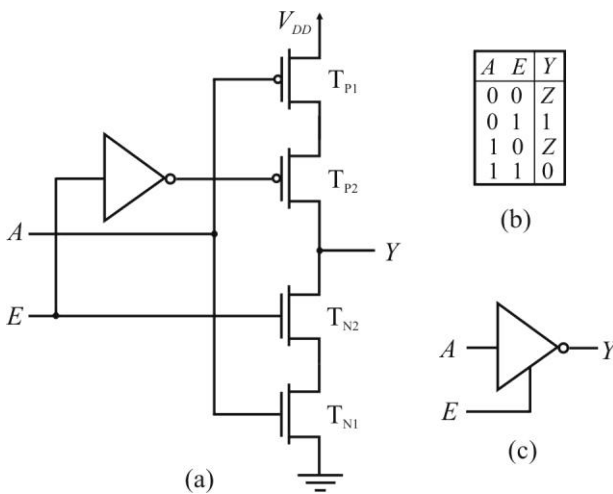 V_DD
T_P1
T_P2
A
Y
E
T_N2
T_N1
(a)
A E Y
0 0 Z
0 1 1
1 0 Z
1 1 0
(b)
A
Y
E
(c)